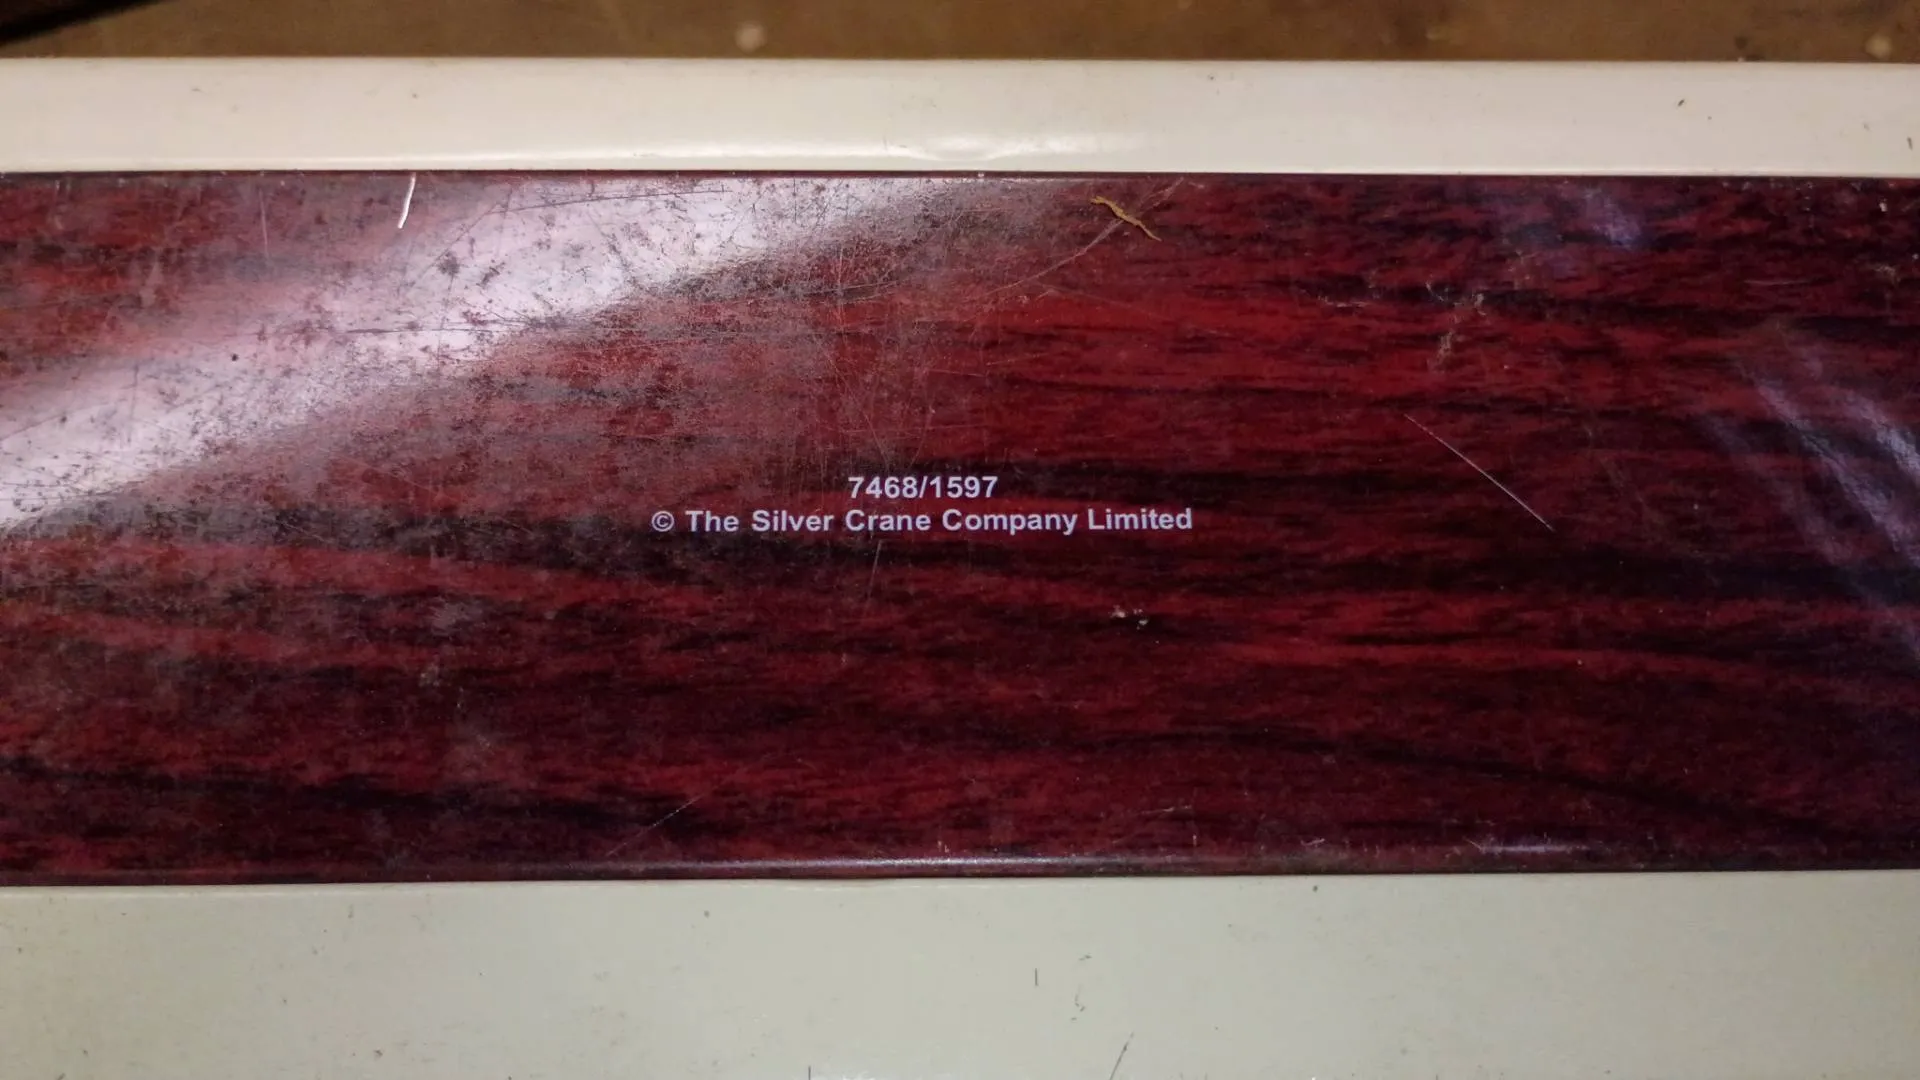 7468/1597
© The Silver Crane Company Limited